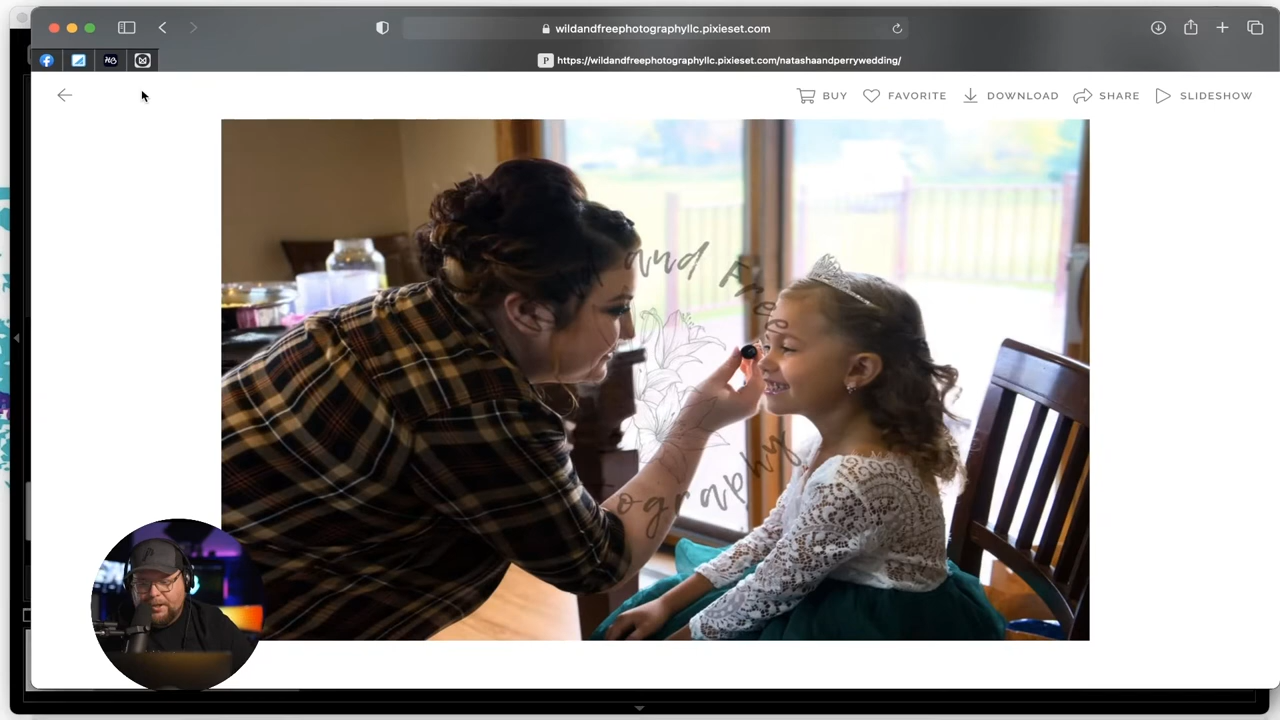 wildandfreephotographyllc.pixieset.com
P https://wildandfreephotographyllc.pixieset.com/natashaandperrywedding/
BUY FAVORITE DOWNLOAD SHARE SLIDESHOW
and Free
ography